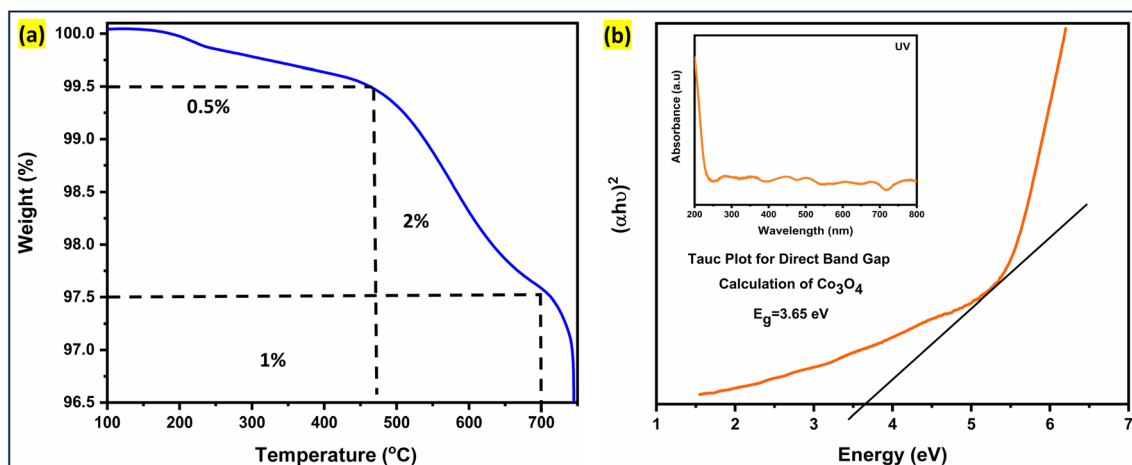 (a)
100.0
99.5
99.0
98.5
98.0
97.5
97.0
96.5
Weight (%)
0.5%
2%
1%
100 200 300 400 500 600 700
Temperature (°C)
(b)
(αhυ)²
UV
Absorbance (a.u)
200 300 400 500 600 700 800
Wavelength (nm)
Tauc Plot for Direct Band Gap
Calculation of Co₃O₄
E_g=3.65 eV
1 2 3 4 5 6 7
Energy (eV)